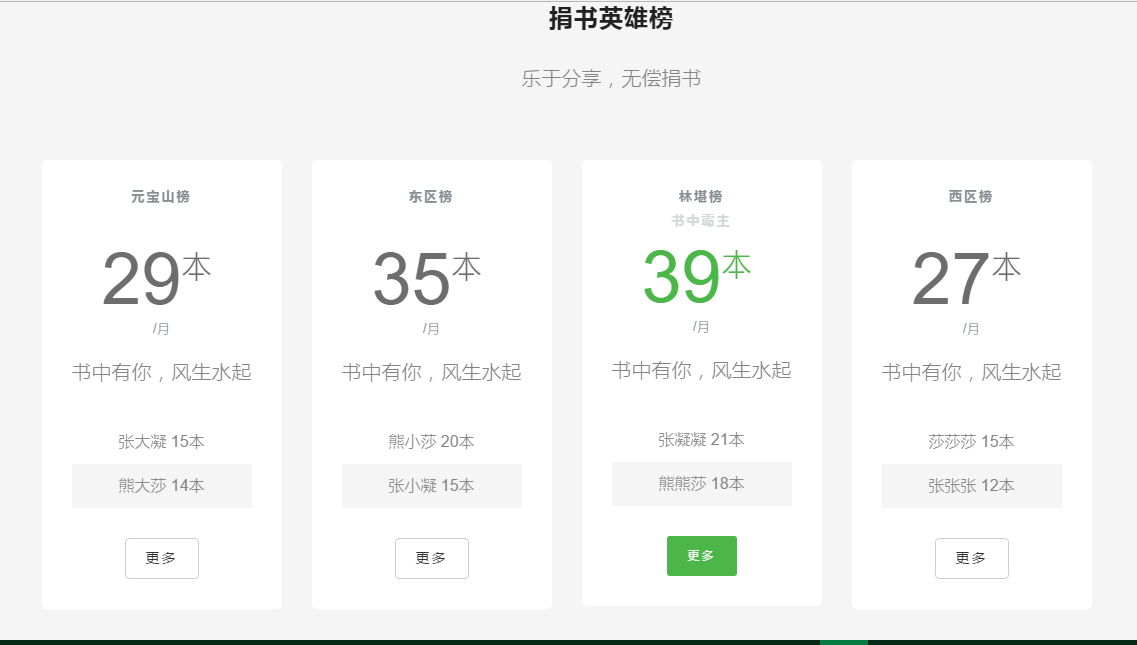 捐书英雄榜
乐于分享，无偿捐书
元宝山榜
29本
/月
书中有你，风生水起
张大凝 15本
熊大莎 14本
更多
东区榜
35本
/月
书中有你，风生水起
熊小莎 20本
张小凝 15本
更多
林堪榜
书中霸主
39本
/月
书中有你，风生水起
张凝凝 21本
熊熊莎 18本
更多
西区榜
27本
/月
书中有你，风生水起
莎莎莎 15本
张张张 12本
更多